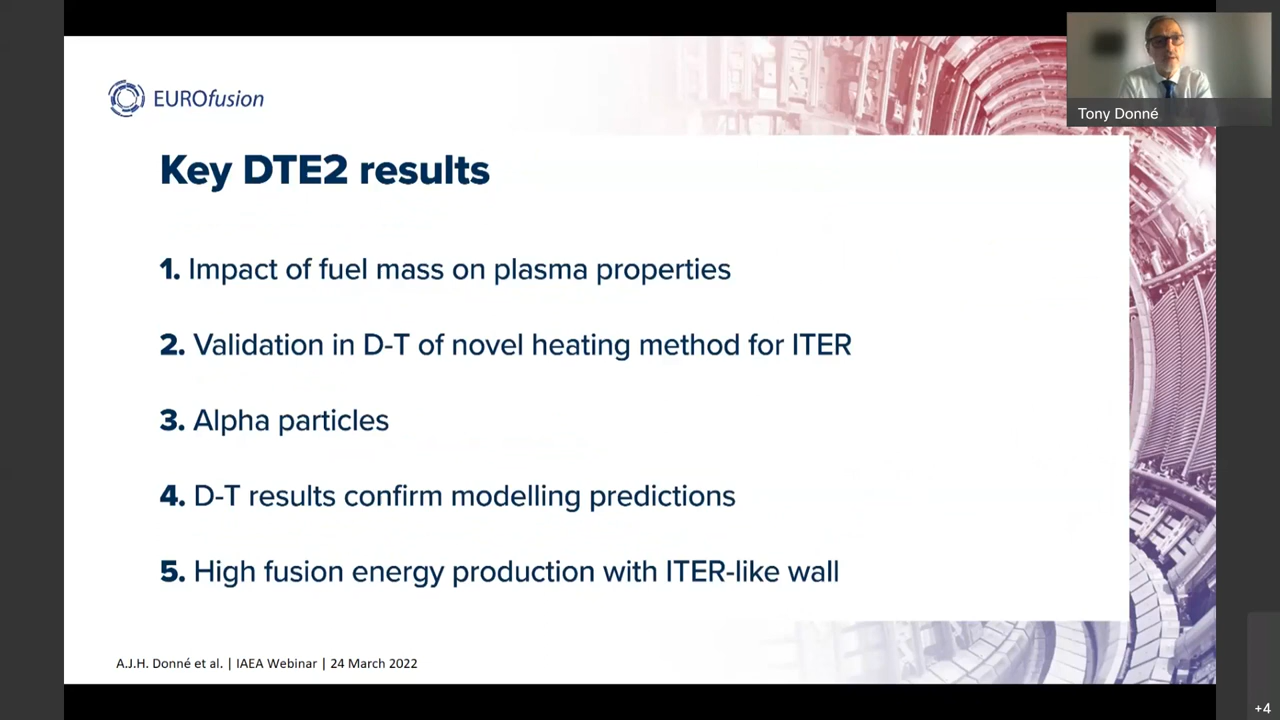 EUROfusion
Tony Donné
Key DTE2 results
1. Impact of fuel mass on plasma properties
2. Validation in D-T of novel heating method for ITER
3. Alpha particles
4. D-T results confirm modelling predictions
5. High fusion energy production with ITER-like wall
A.J.H. Donné et al. | IAEA Webinar | 24 March 2022
+4